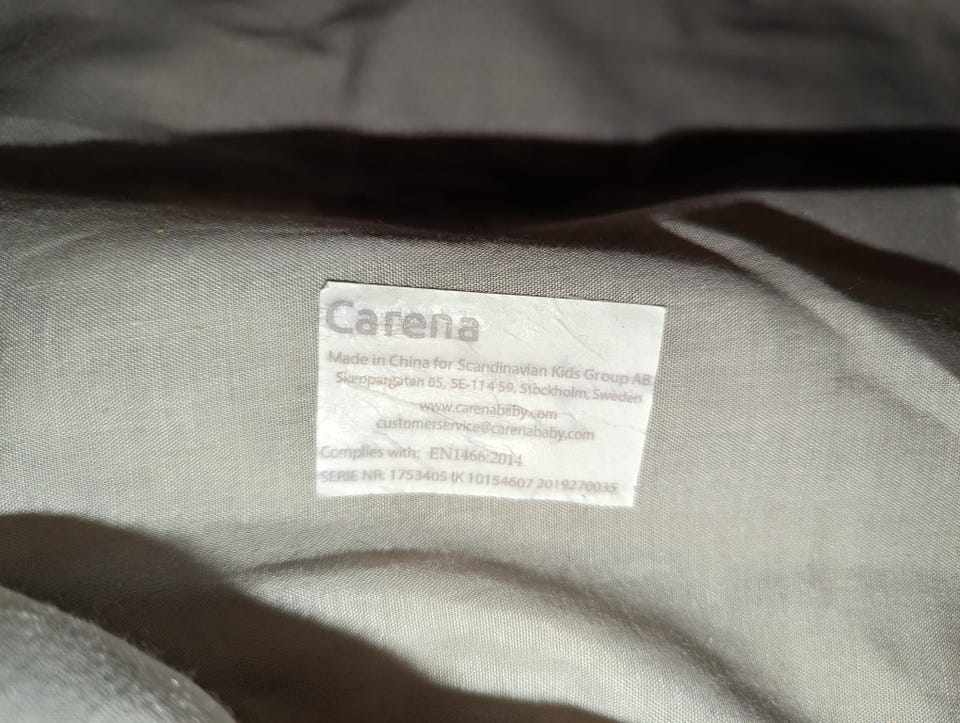 Carena
Made in China for Scandinavian Kids Group AB
Skeppargatan 65, SE-114 59, Stockholm, Sweden
www.carenababy.com
customerservice@carenababy.com
Complies with: EN1466:2014
SERIE NR: 1753405 JK 10154607 2019270035